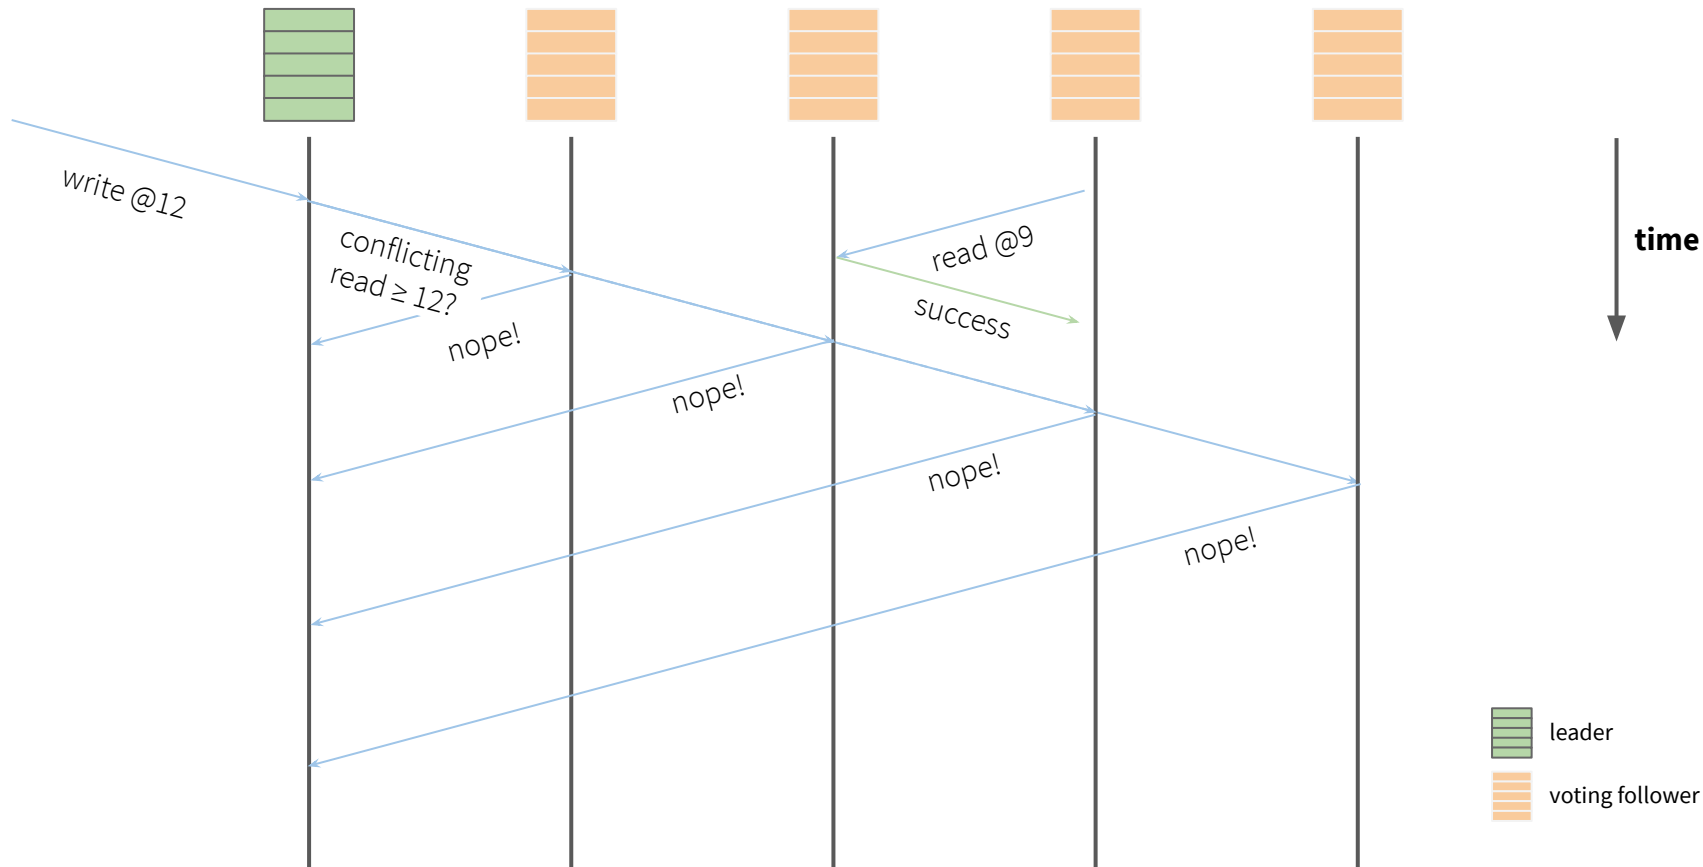 write @12
conflicting
read ≥ 12?
nope!
read @9
success
nope!
nope!
nope!
time
leader
voting follower